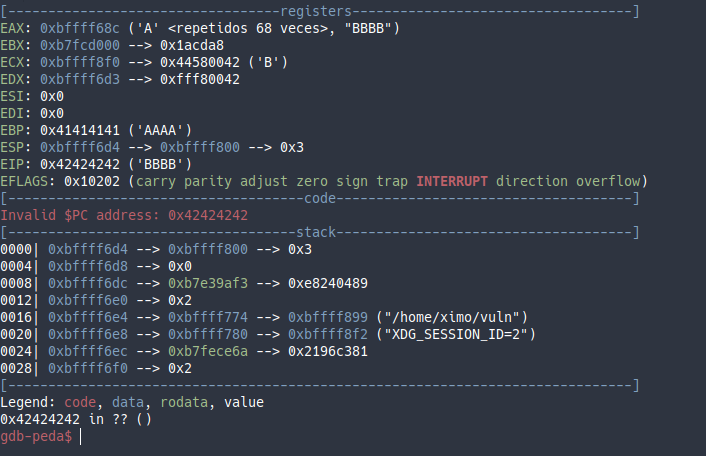 [----------------------------------registers-----------------------------------]
EAX: 0xbffff68c ('A' <repetidos 68 veces>, "BBBB")
EBX: 0xb7fcd000 --> 0x1acda8
ECX: 0xbffff8f0 --> 0x44580042 ('B')
EDX: 0xbffff6d3 --> 0xfff80042
ESI: 0x0
EDI: 0x0
EBP: 0x41414141 ('AAAA')
ESP: 0xbffff6d4 --> 0xbffff800 --> 0x3
EIP: 0x42424242 ('BBBB')
EFLAGS: 0x10202 (carry parity adjust zero sign trap INTERRUPT direction overflow)
[-------------------------------------code-------------------------------------]
Invalid $PC address: 0x42424242
[------------------------------------stack-------------------------------------]
0000| 0xbffff6d4 --> 0xbffff800 --> 0x3
0004| 0xbffff6d8 --> 0x0
0008| 0xbffff6dc --> 0xb7e39af3 --> 0xe8240489
0012| 0xbffff6e0 --> 0x2
0016| 0xbffff6e4 --> 0xbffff774 --> 0xbffff899 ("/home/ximo/vuln")
0020| 0xbffff6e8 --> 0xbffff780 --> 0xbffff8f2 ("XDG_SESSION_ID=2")
0024| 0xbffff6ec --> 0xb7fece6a --> 0x2196c381
0028| 0xbffff6f0 --> 0x2
[------------------------------------------------------------------------------]
Legend: code, data, rodata, value
0x42424242 in ?? ()
gdb-peda$